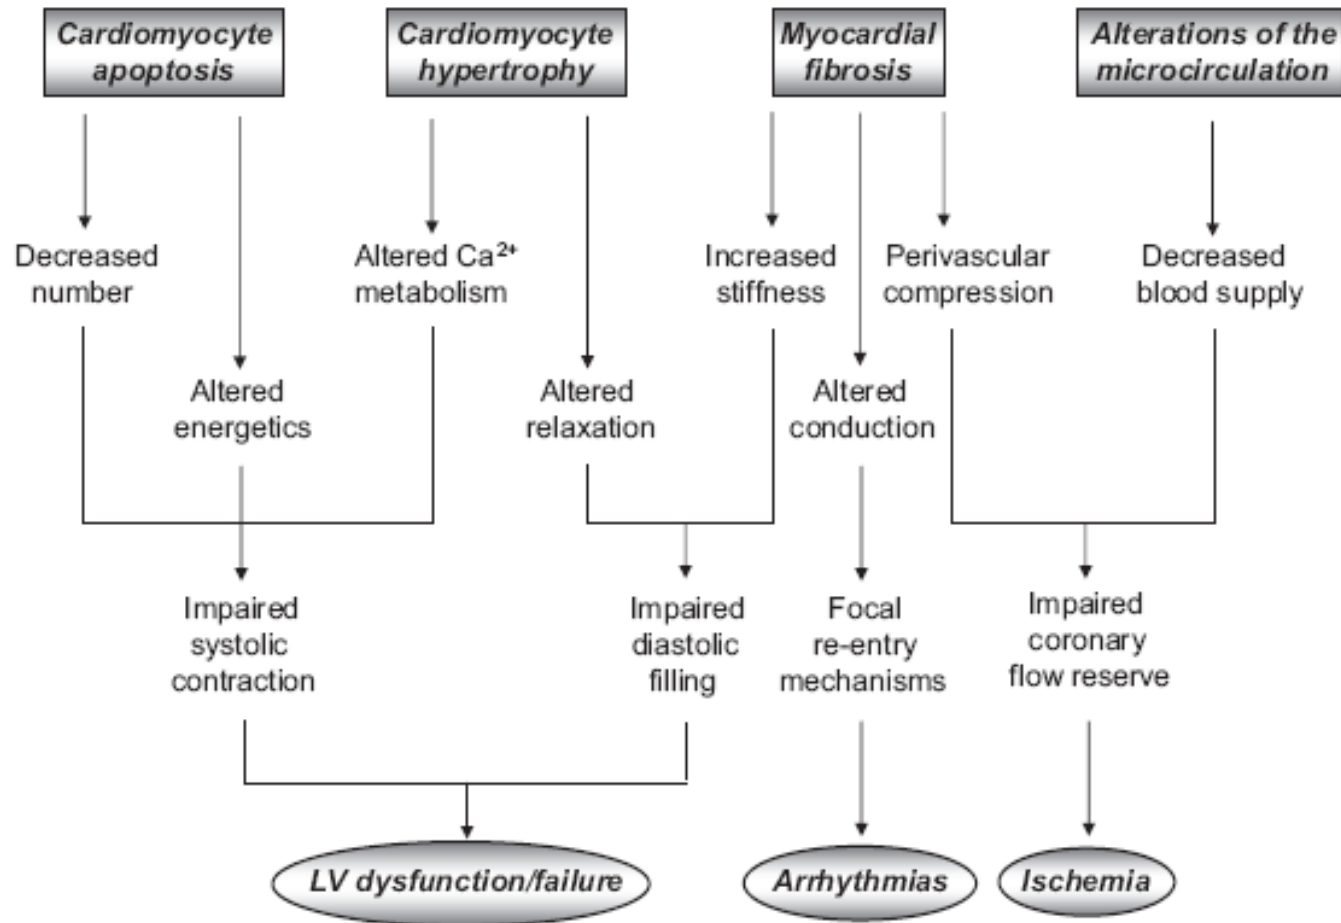 Cardiomyocyte
apoptosis
Cardiomyocyte
hypertrophy
Myocardial
fibrosis
Alterations of the
microcirculation
Decreased
number
Altered Ca²⁺
metabolism
Increased
stiffness
Perivascular
compression
Decreased
blood supply
Altered
energetics
Altered
relaxation
Altered
conduction
Impaired
systolic
contraction
Impaired
diastolic
filling
Focal
re-entry
mechanisms
Impaired
coronary
flow reserve
LV dysfunction/failure
Arrhythmias
Ischemia